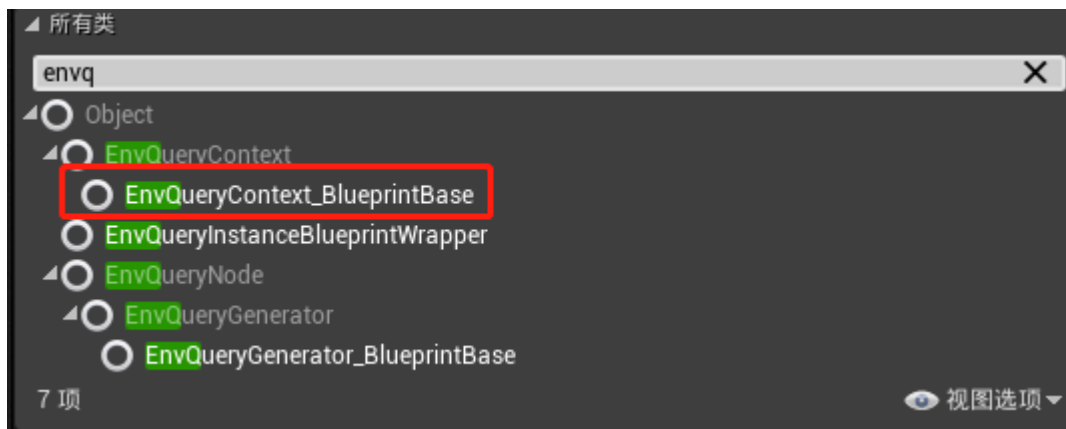 所有类
envq
Object
EnvQueryContext
EnvQueryContext_BlueprintBase
EnvQueryInstanceBlueprintWrapper
EnvQueryNode
EnvQueryGenerator
EnvQueryGenerator_BlueprintBase
7 项 视图选项